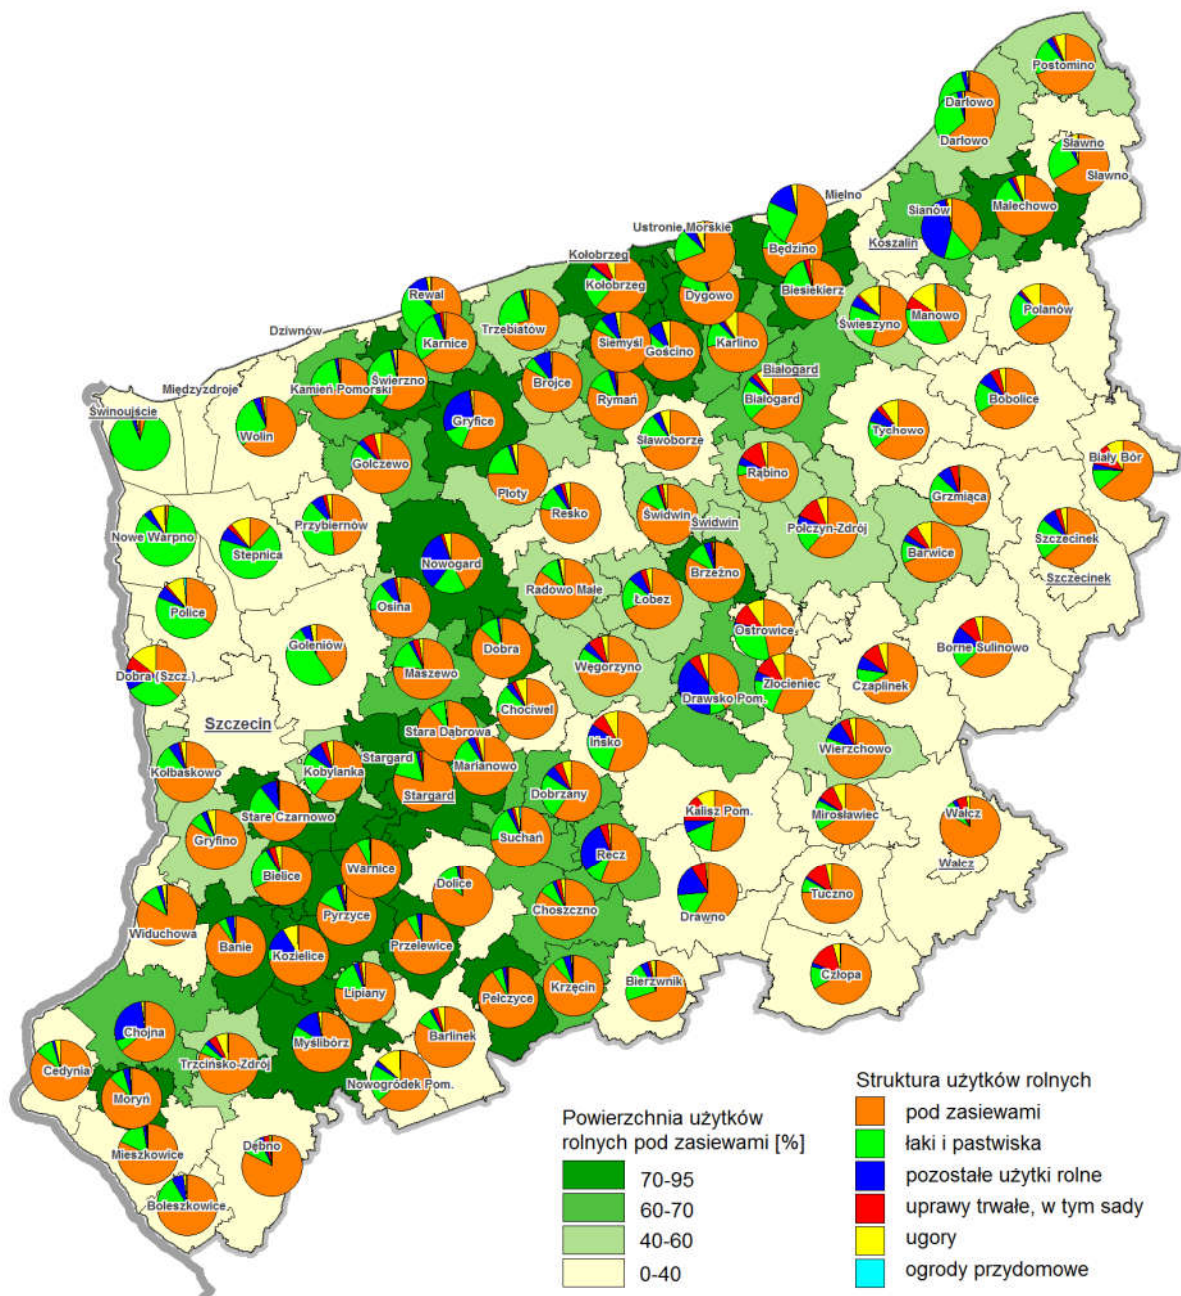 Postomino
Darłowo
Darłowo
Sławno
Sławno
Mielno
Sianów
Malechowo
Ustronie Morskie
Koszalin
Będzino
Kołobrzeg
Kołobrzeg
Dygowo
Biesiekierz
Rewal
Trzebiatów
Świeszyno
Manowo
Polanów
Dziwnów
Karnice
Siemyśl
Gościno
Karlino
Białogard
Międzyzdroje
Kamień Pomorski
Świerzno
Brojce
Rymań
Białogard
Bobolice
Świnoujście
Wolin
Gryfice
Sławoborze
Tychowo
Golczewo
Biały Bór
Płoty
Rąbino
Grzmiąca
Resko
Świdwin
Świdwin
Połczyn-Zdrój
Przybiernów
Nowe Warpno
Stepnica
Szczecinek
Barwice
Nowogard
Brzeżno
Szczecinek
Radowo Małe
Łobez
Police
Osina
Ostrowice
Goleniów
Dobra
Węgorzyno
Borne Sulinowo
Dobra (Szcz.)
Maszewo
Drawsko Pom.
Złocieniec
Czaplinek
Chociwel
Szczecin
Stara Dąbrowa
Ińsko
Wierzchowo
Stargard
Marianowo
Kołbaskowo
Kobylanka
Stargard
Dobrzany
Kalisz Pom.
Mirosławiec
Wałcz
Stare Czarnowo
Suchań
Gryfino
Recz
Wałcz
Warnice
Bielice
Dolice
Tuczno
Drawno
Choszczno
Pyrzyce
Widuchowa
Banie
Kozielice
Przelewice
Człopa
Bierzwnik
Lipiany
Pełczyce
Krzęcin
Chojna
Myślibórz
Barlinek
Cedynia
Trzcińsko-Zdrój
Nowogródek Pom.
Moryń
Mieszkowice
Dębno
Boleszkowice
Powierzchnia użytków
rolnych pod zasiewami [%]
70-95
60-70
40-60
0-40
Struktura użytków rolnych
pod zasiewami
łaki i pastwiska
pozostałe użytki rolne
uprawy trwałe, w tym sady
ugory
ogrody przydomowe